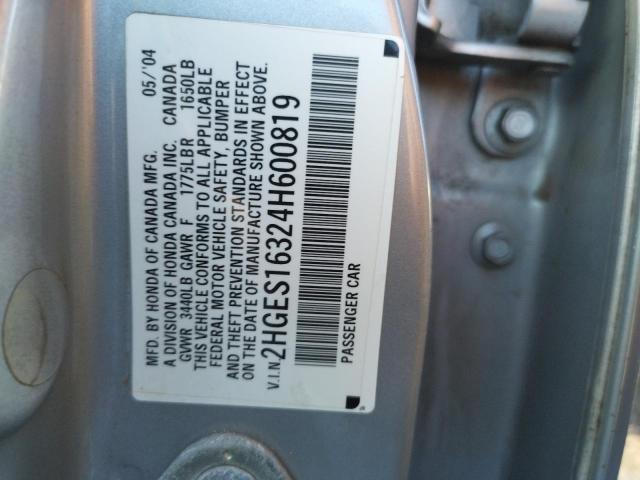 MFD. BY HONDA OF CANADA MFG. 05/'04
A DIVISION OF HONDA CANADA INC. CANADA
GVWR 3440LB GAWR F 1775LBR 1650LB
THIS VEHICLE CONFORMS TO ALL APPLICABLE
FEDERAL MOTOR VEHICLE SAFETY, BUMPER
AND THEFT PREVENTION STANDARDS IN EFFECT
ON THE DATE OF MANUFACTURE SHOWN ABOVE.
V.I.N. 2HGES16324H600819
PASSENGER CAR